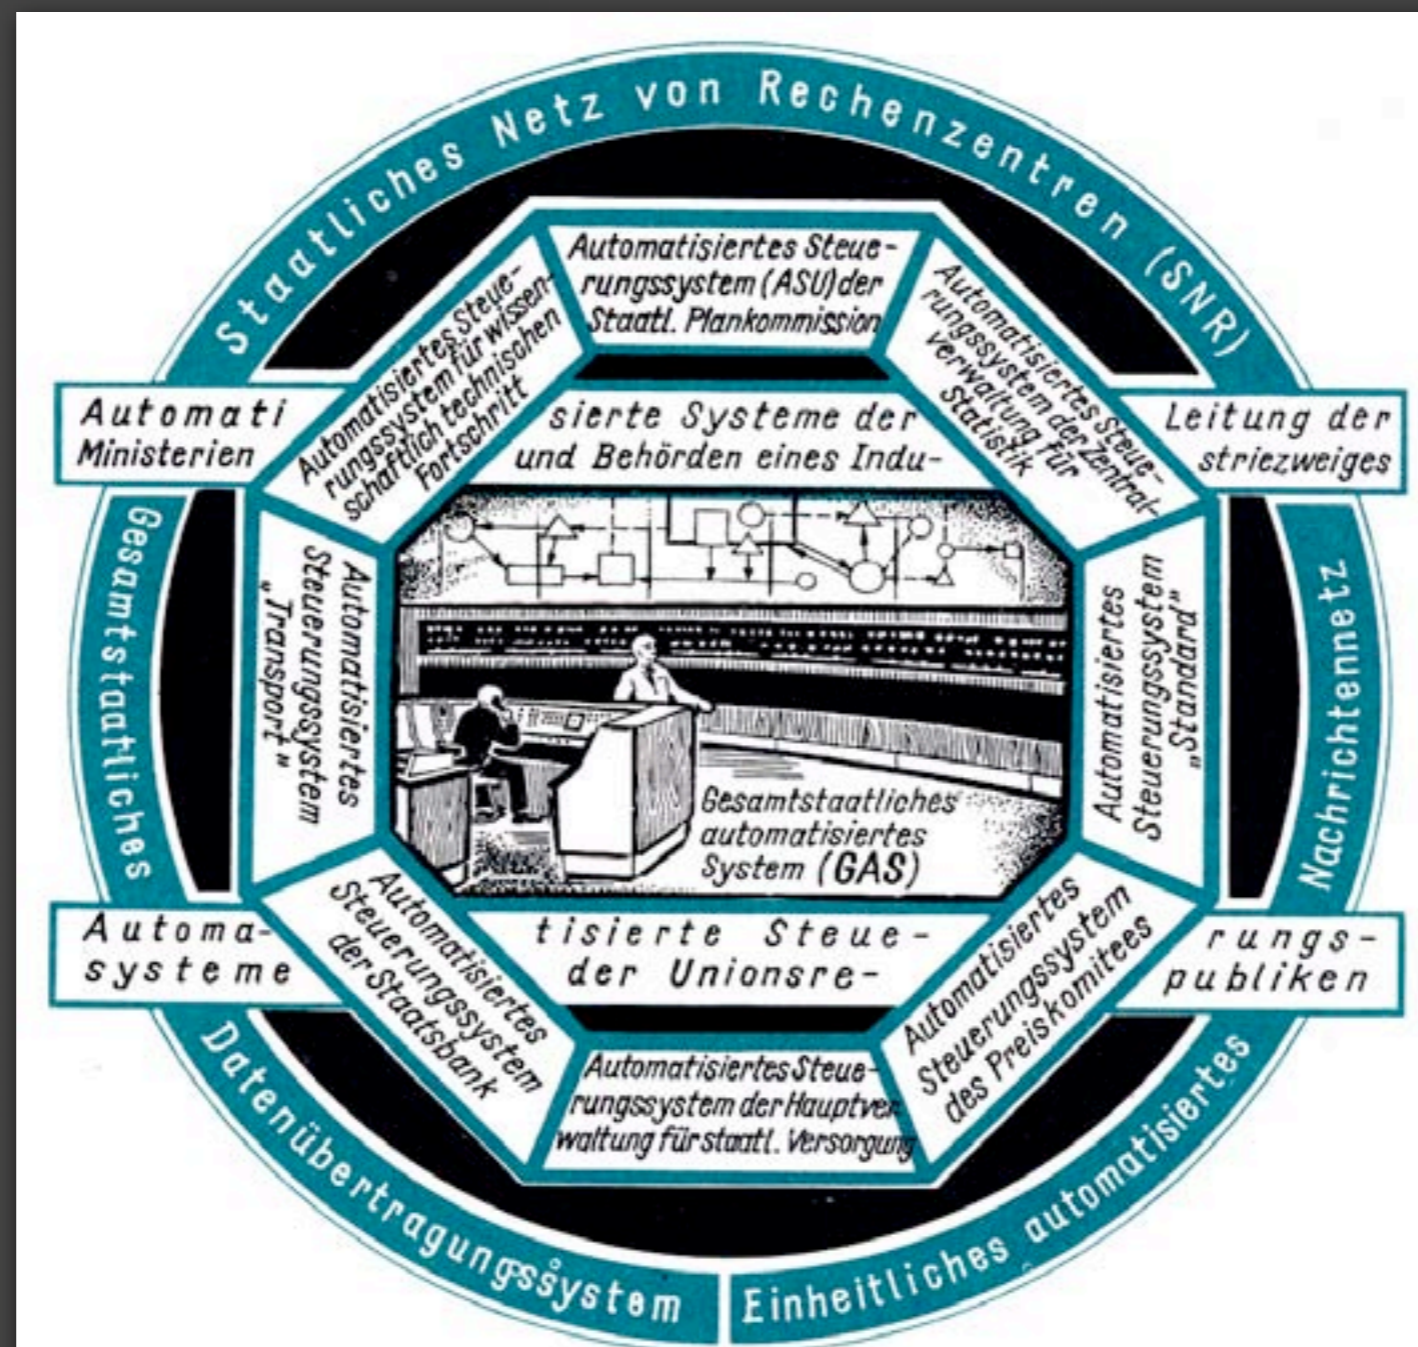 Staatliches Netz von Rechenzentren (SNR)
Automatisiertes Steue-
rungssystem (ASU) der
Staatl. Plankommission
Automatisiertes Steue-
rungssystem für wissen-
schaftlich technischen
Fortschritt
Automatisiertes Steue-
rungssystem der Zentral-
verwaltung für
Statistik
Automati sierte Systeme der Leitung der
Ministerien und Behörden eines Indu- striezweiges
Gesamtstaatliches
Automatisiertes
Steuerungssystem
„Transport"
Automatisiertes
Steuerungssystem
„Standard"
Nachrichtennetz
Gesamtstaatliches
automatisiertes
System (GAS)
Automa- tisierte Steue- rungs-
systeme der Unionsre- publiken
Automatisiertes
Steuerungssystem
der Staatsbank
Automatisiertes
Steuerungssystem
des Preiskomitees
Automatisiertes Steue-
rungssystem der Hauptver
waltung für staatl. Versorgung
Datenübertragungssystem
Einheitliches automatisiertes